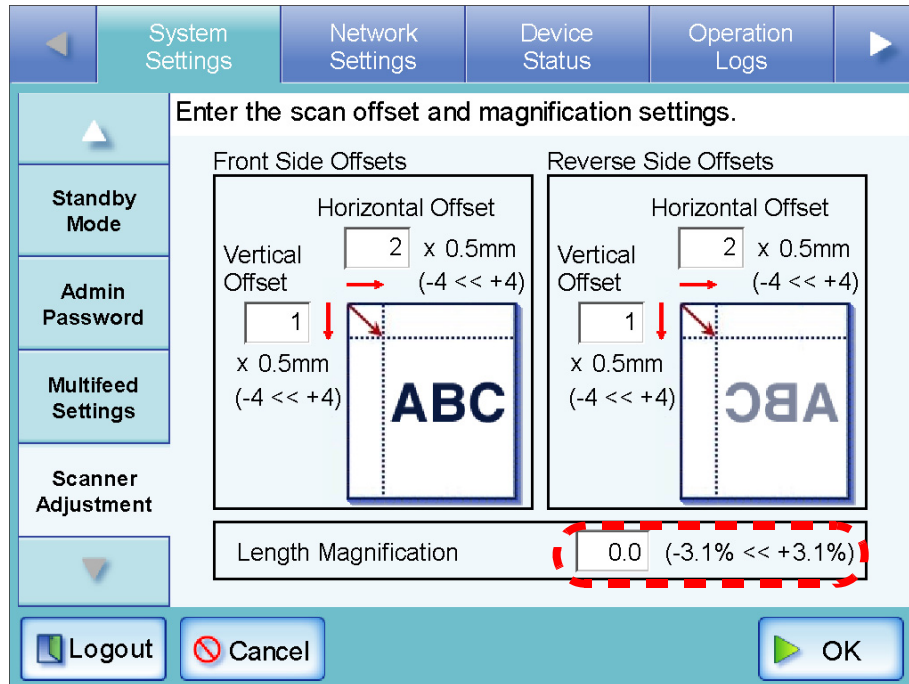 System Settings
Network Settings
Device Status
Operation Logs
Enter the scan offset and magnification settings.
Standby Mode
Admin Password
Multifeed Settings
Scanner Adjustment
Front Side Offsets
Horizontal Offset
2 x 0.5mm
(-4 << +4)
Vertical Offset
1
x 0.5mm
(-4 << +4)
ABC
Reverse Side Offsets
Horizontal Offset
2 x 0.5mm
(-4 << +4)
Vertical Offset
1
x 0.5mm
(-4 << +4)
ABC
Length Magnification 0.0 (-3.1% << +3.1%)
Logout
Cancel
OK